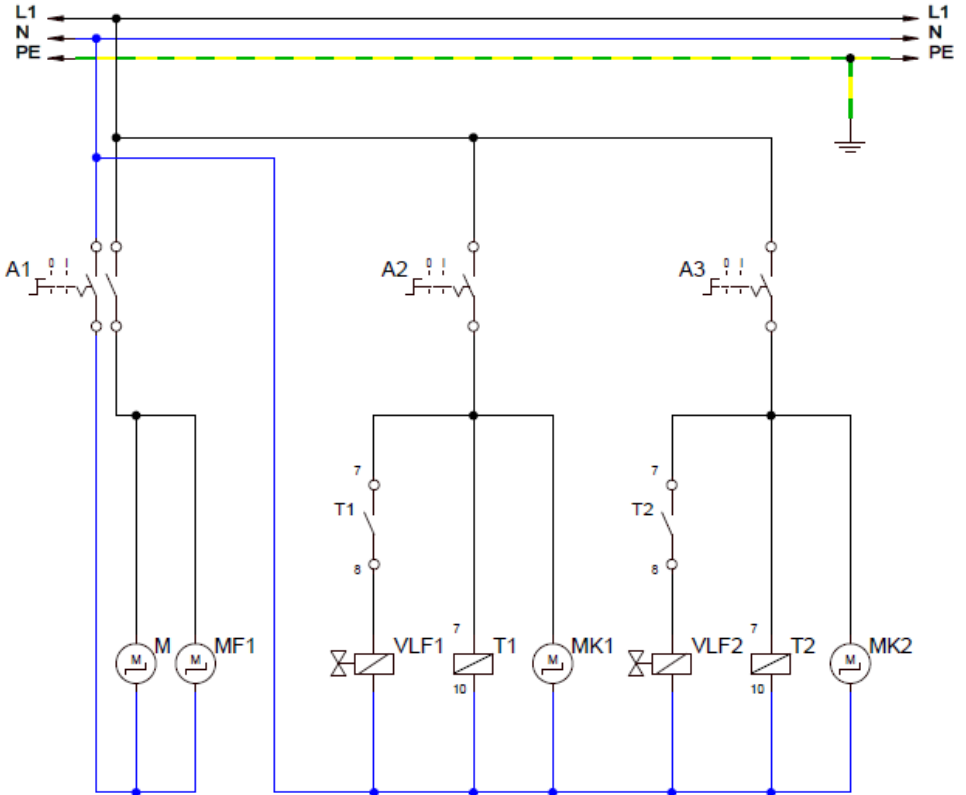 L1 L1
N N
PE PE
A1 0 I
A2 0 I
A3 0 I
7 7
T1 T2
8 8
M M M MF1 VLF1 7 T1 M MK1 VLF2 7 T2 M MK2
10 10